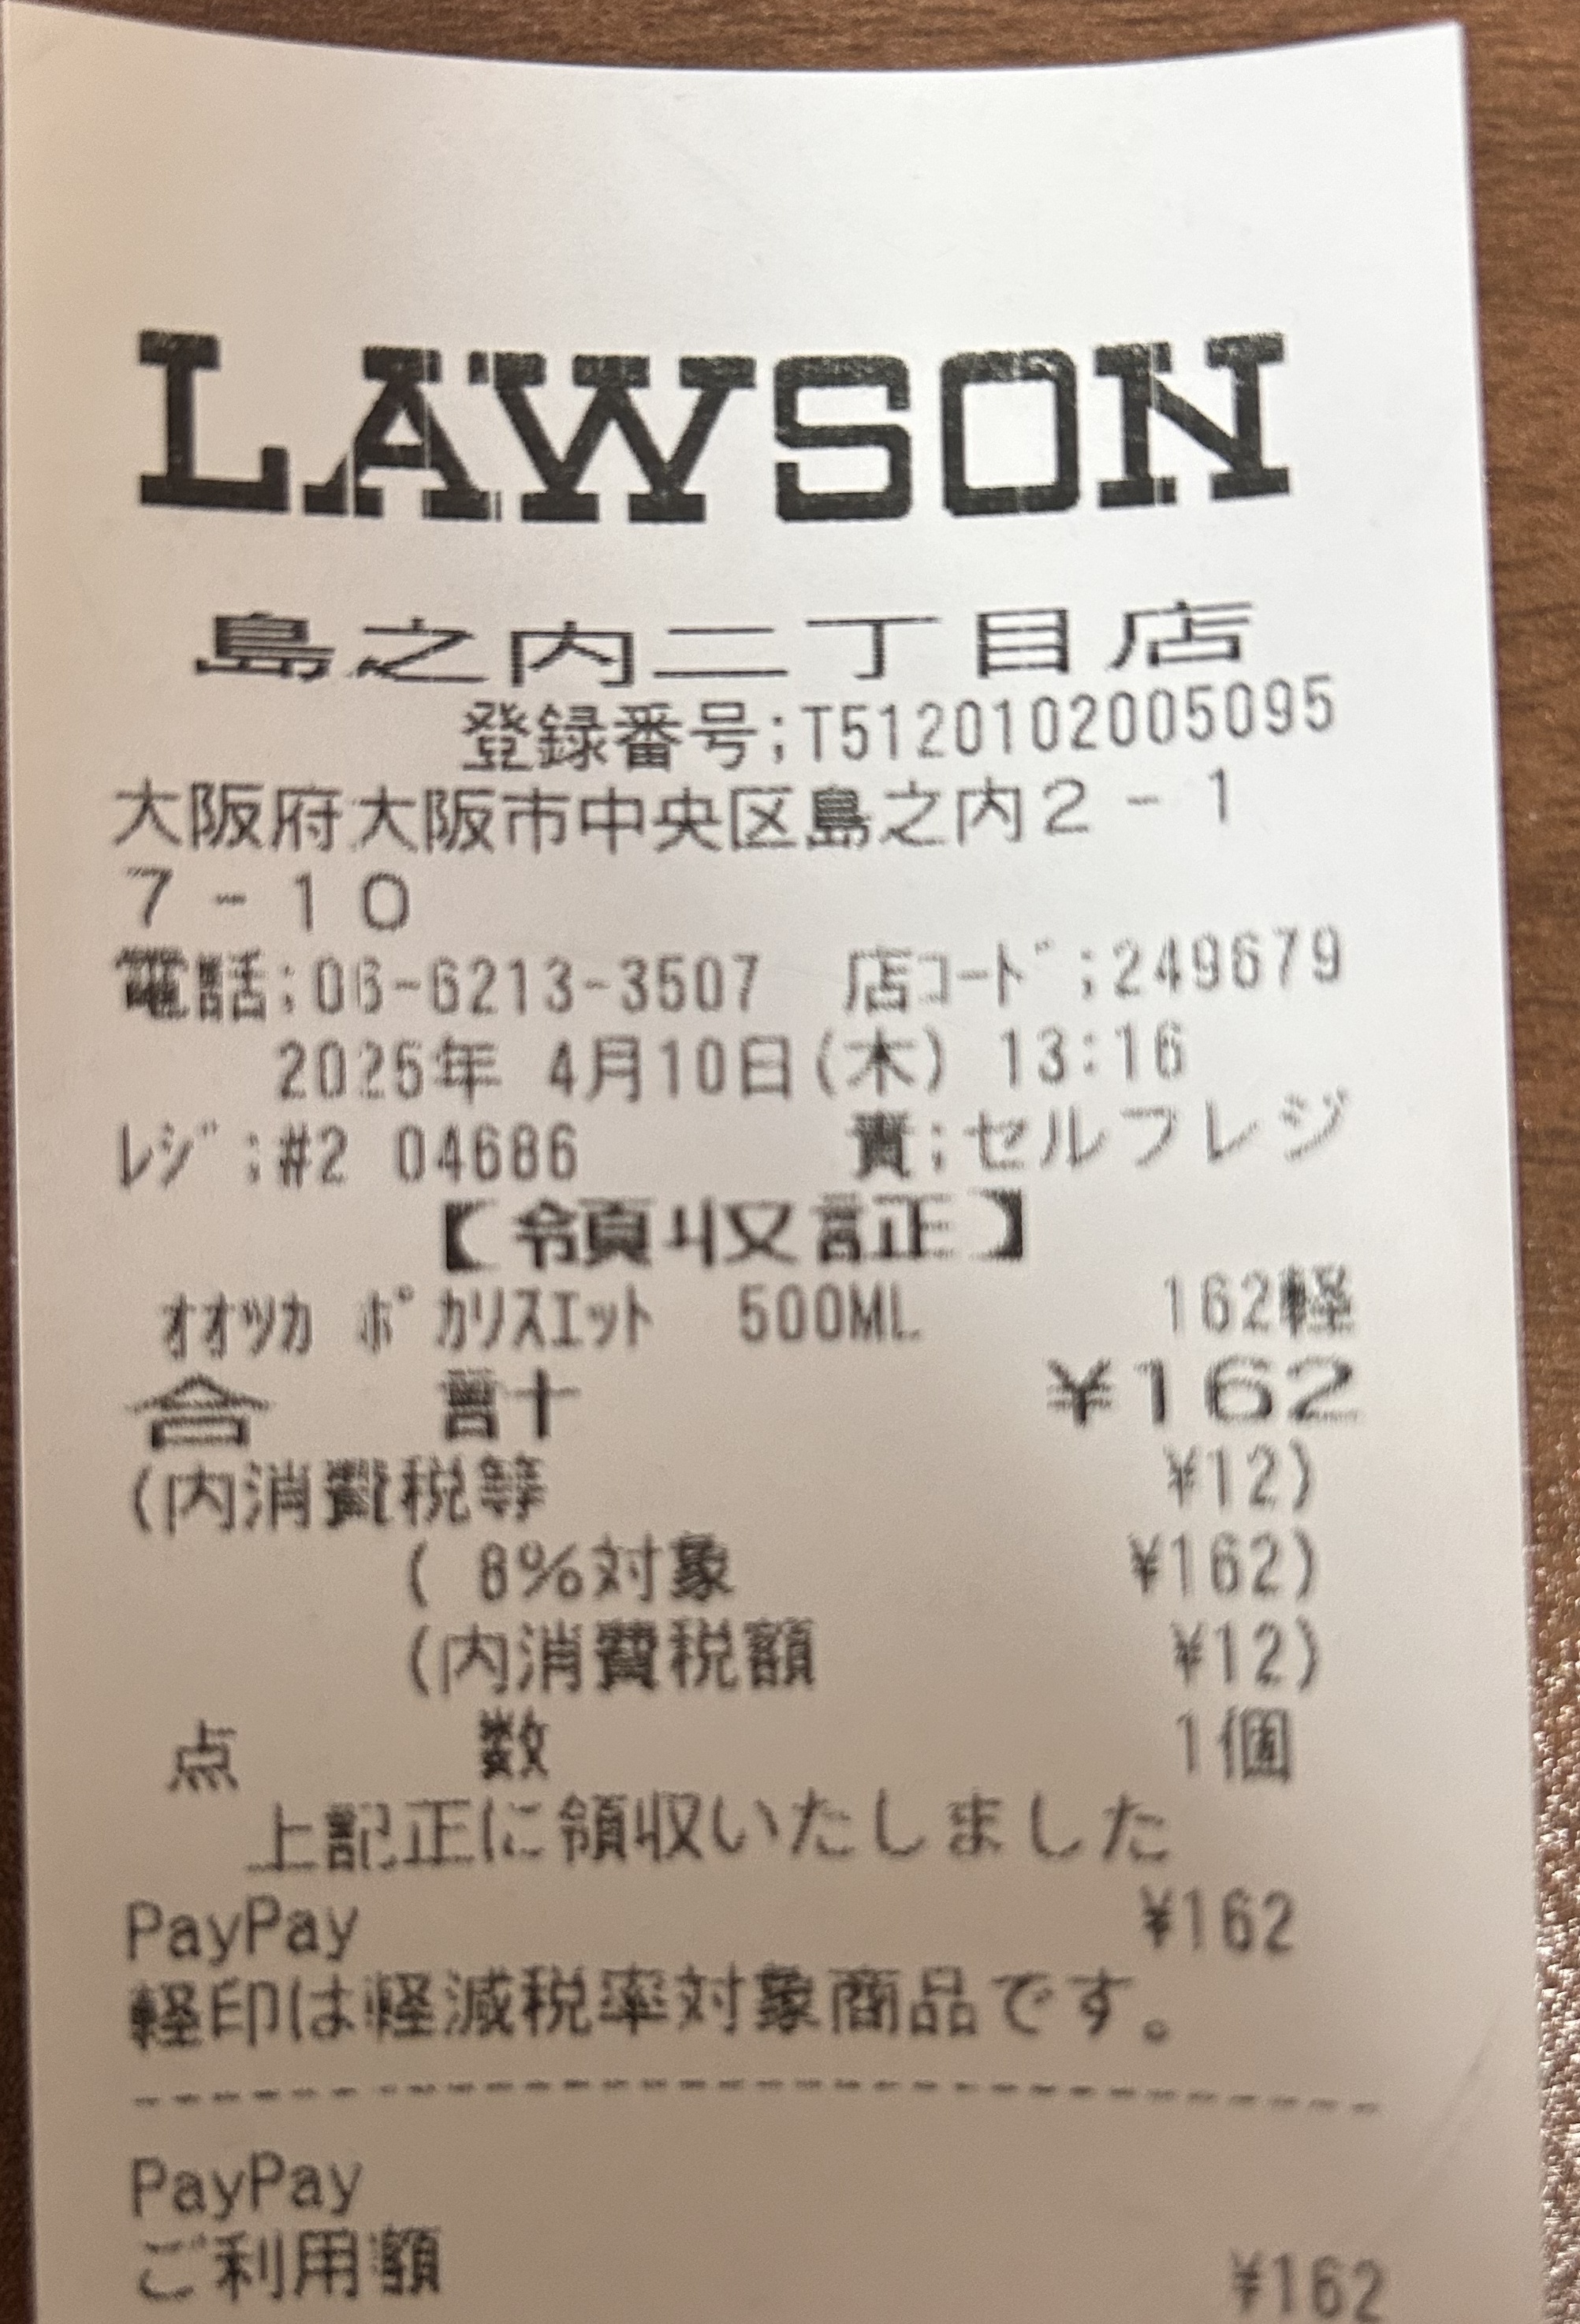 LAWSON
島之内二丁目店
登録番号;T5120102005095
大阪府大阪市中央区島之内2-1
7-10
電話;06-6213-3507 店コード;249679
2025年 4月10日(木) 13:16
レジ;#2 04686 責;セルフレジ
【領収証】
オオツカ ポカリスエット 500ML 162軽
合 計 ¥162
(内消費税等 ¥12)
( 8%対象 ¥162)
(内消費税額 ¥12)
点 数 1個
上記正に領収いたしました
PayPay ¥162
軽印は軽減税率対象商品です。
PayPay
ご利用額 ¥162